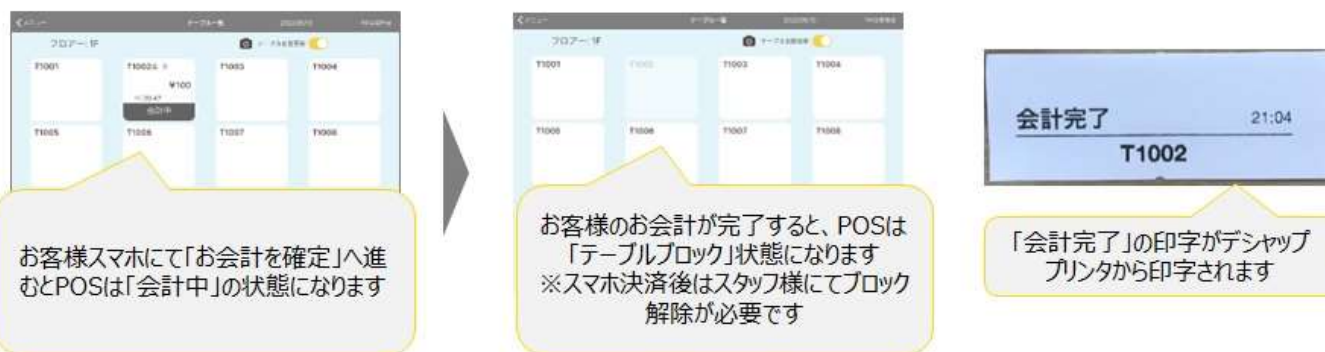 フロアー: 1F
T1001
T1002
T1003
T1004
¥100
会計中
T1005
T1006
T1007
T1008
お客様スマホにて「お会計を確定」へ進
むとPOSは「会計中」の状態になります
フロアー: 1F
T1001
T1002
T1003
T1004
T1005
T1006
T1007
T1008
お客様のお会計が完了すると、POSは
「テーブルブロック」状態になります
※スマホ決済後はスタッフ様にてブロック
解除が必要です
会計完了 21:04
T1002
「会計完了」の印字がデシャップ
プリンタから印字されます